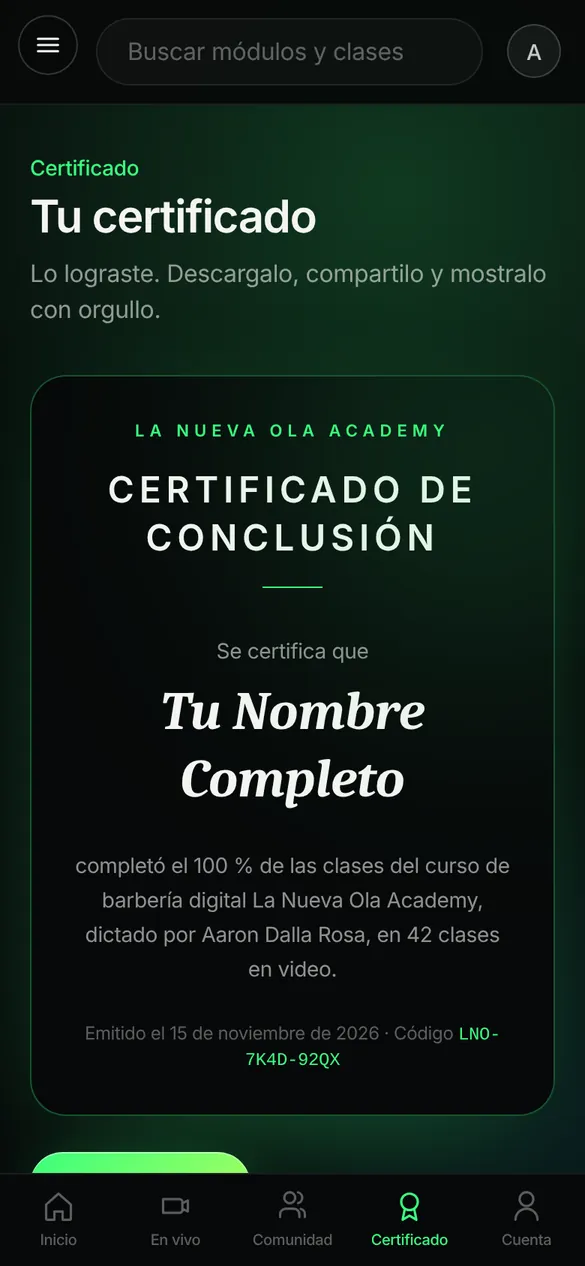 Buscar módulos y clases
A
Certificado
Tu certificado
Lo lograste. Descargalo, compartilo y mostralo
con orgullo.
LA NUEVA OLA ACADEMY
CERTIFICADO DE
CONCLUSIÓN
Se certifica que
Tu Nombre
Completo
completó el 100 % de las clases del curso de
barbería digital La Nueva Ola Academy,
dictado por Aaron Dalla Rosa, en 42 clases
en video.
Emitido el 15 de noviembre de 2026 · Código LNO-
7K4D-92QX
Inicio
En vivo
Comunidad
Certificado
Cuenta